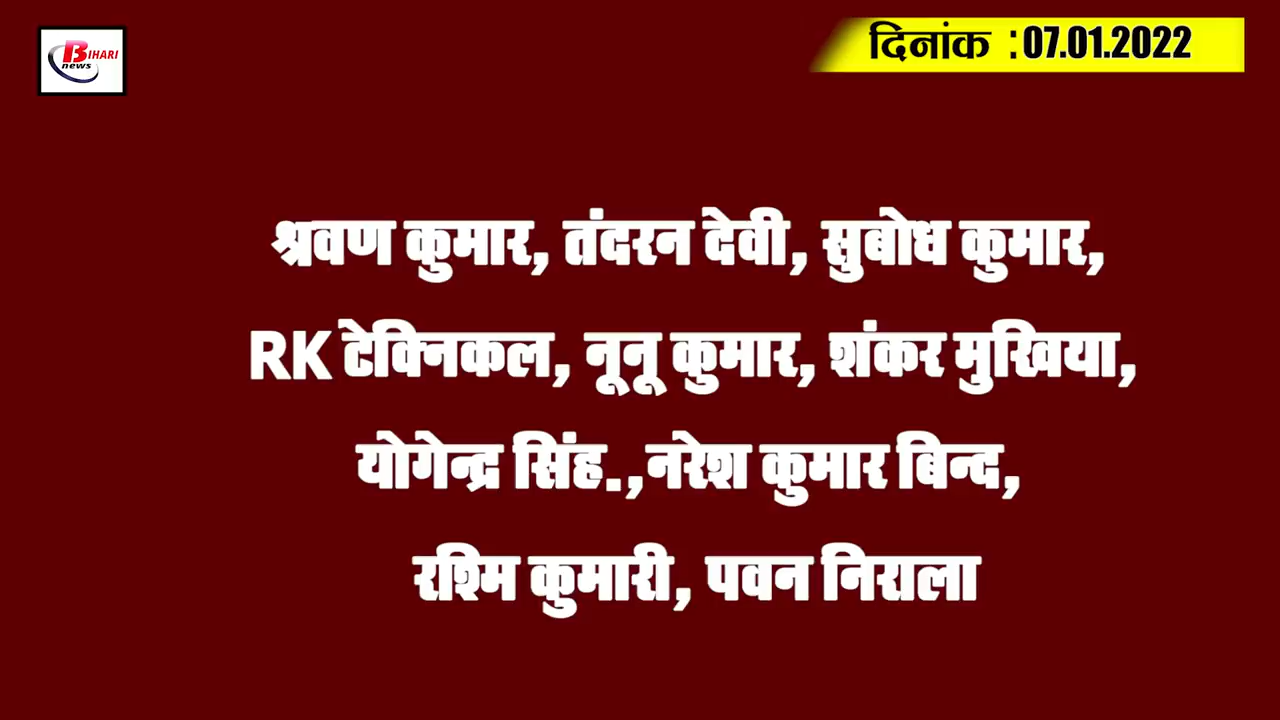 BIHARI
news
दिनांक :07.01.2022
श्रवण कुमार, तंदरन देवी, सुबोध कुमार,
RK टेक्निकल, नूनू कुमार, शंकर मुखिया,
योगेन्द्र सिंह.,नरेश कुमार बिन्द,
रश्मि कुमारी, पवन निराला